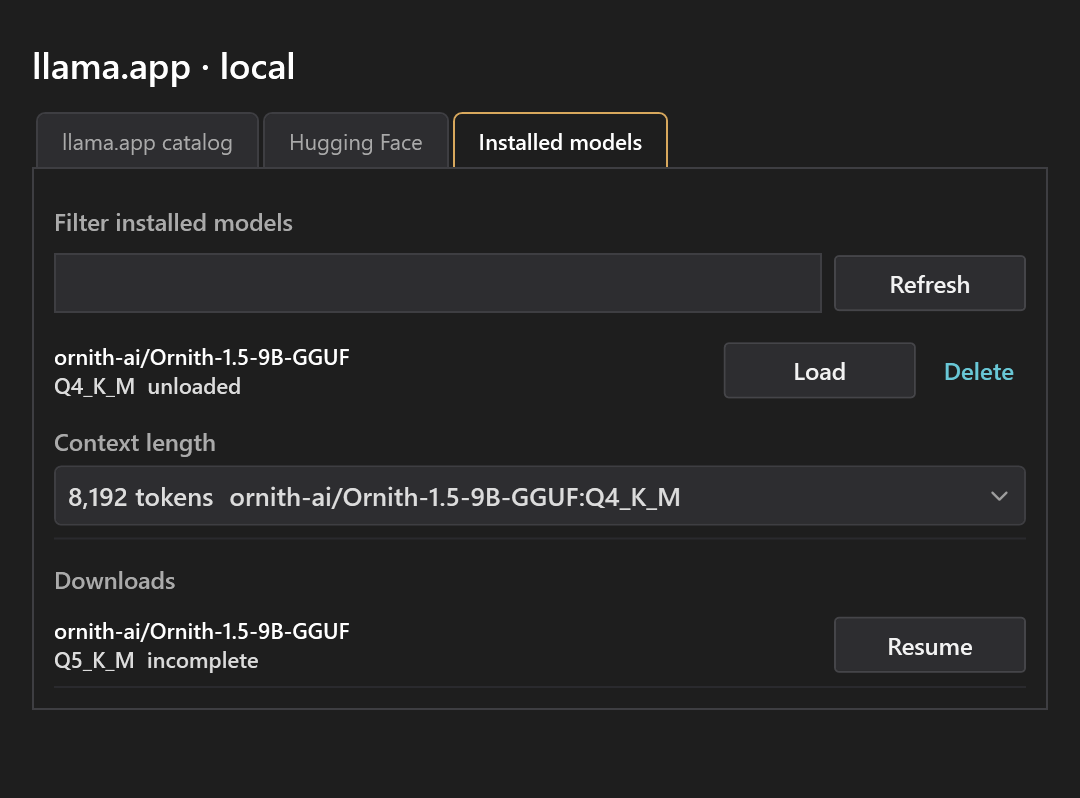 llama.app · local
llama.app catalog
Hugging Face
Installed models
Filter installed models
Refresh
ornith-ai/Ornith-1.5-9B-GGUF
Q4_K_M unloaded
Load
Delete
Context length
8,192 tokens ornith-ai/Ornith-1.5-9B-GGUF:Q4_K_M
Downloads
ornith-ai/Ornith-1.5-9B-GGUF
Q5_K_M incomplete
Resume